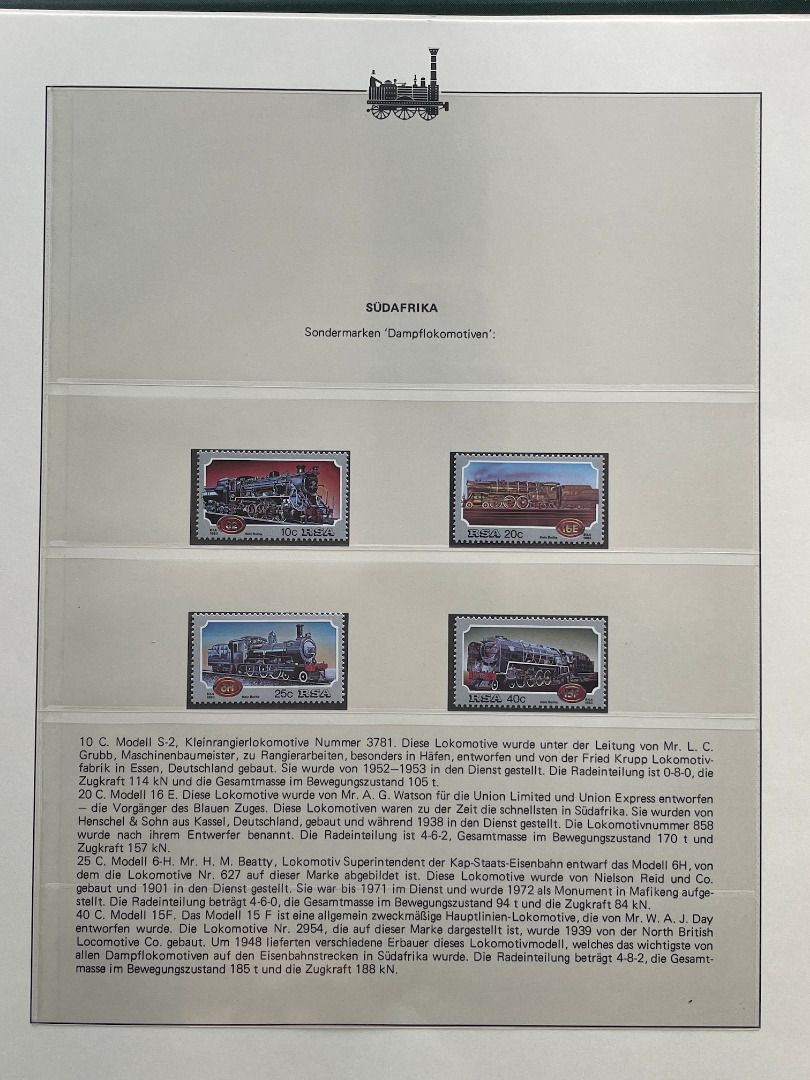 SÜDAFRIKA
Sondermarken 'Dampflokomotiven':
S2
10c RSA
RSA 20c
16E
6H
25c RSA
RSA 40c
15F
10 C. Modell S-2, Kleinrangierlokomotive Nummer 3781. Diese Lokomotive wurde unter der Leitung von Mr. L. C.
Grubb, Maschinenbaumeister, zu Rangierarbeiten, besonders in Häfen, entworfen und von der Fried Krupp Lokomotiv-
fabrik in Essen, Deutschland gebaut. Sie wurde von 1952–1953 in den Dienst gestellt. Die Radeinteilung ist 0-8-0, die
Zugkraft 114 kN und die Gesamtmasse im Bewegungszustand 105 t.
20 C. Modell 16 E. Diese Lokomotive wurde von Mr. A. G. Watson für die Union Limited und Union Express entworfen
– die Vorgänger des Blauen Zuges. Diese Lokomotiven waren zu der Zeit die schnellsten in Südafrika. Sie wurden von
Henschel & Sohn aus Kassel, Deutschland, gebaut und während 1938 in den Dienst gestellt. Die Lokomotivnummer 858
wurde nach ihrem Entwerfer benannt. Die Radeinteilung ist 4-6-2, Gesamtmasse im Bewegungszustand 170 t und
Zugkraft 157 kN.
25 C. Modell 6-H. Mr. H. M. Beatty, Lokomotiv Superintendent der Kap-Staats-Eisenbahn entwarf das Modell 6H, von
dem die Lokomotive Nr. 627 auf dieser Marke abgebildet ist. Diese Lokomotive wurde von Nielson Reid und Co.
gebaut und 1901 in den Dienst gestellt. Sie war bis 1971 im Dienst und wurde 1972 als Monument in Mafikeng aufge-
stellt. Die Radeinteilung beträgt 4-6-0, die Gesamtmasse im Bewegungszustand 94 t und die Zugkraft 84 kN.
40 C. Modell 15F. Das Modell 15 F ist eine allgemein zweckmäßige Hauptlinien-Lokomotive, die von Mr. W. A. J. Day
entworfen wurde. Die Lokomotive Nr. 2954, die auf dieser Marke dargestellt ist, wurde 1939 von der North British
Locomotive Co. gebaut. Um 1948 lieferten verschiedene Erbauer dieses Lokomotivmodell, welches das wichtigste von
allen Dampflokomotiven auf den Eisenbahnstrecken in Südafrika wurde. Die Radeinteilung beträgt 4-8-2, die Gesamt-
masse im Bewegungszustand 185 t und die Zugkraft 188 kN.